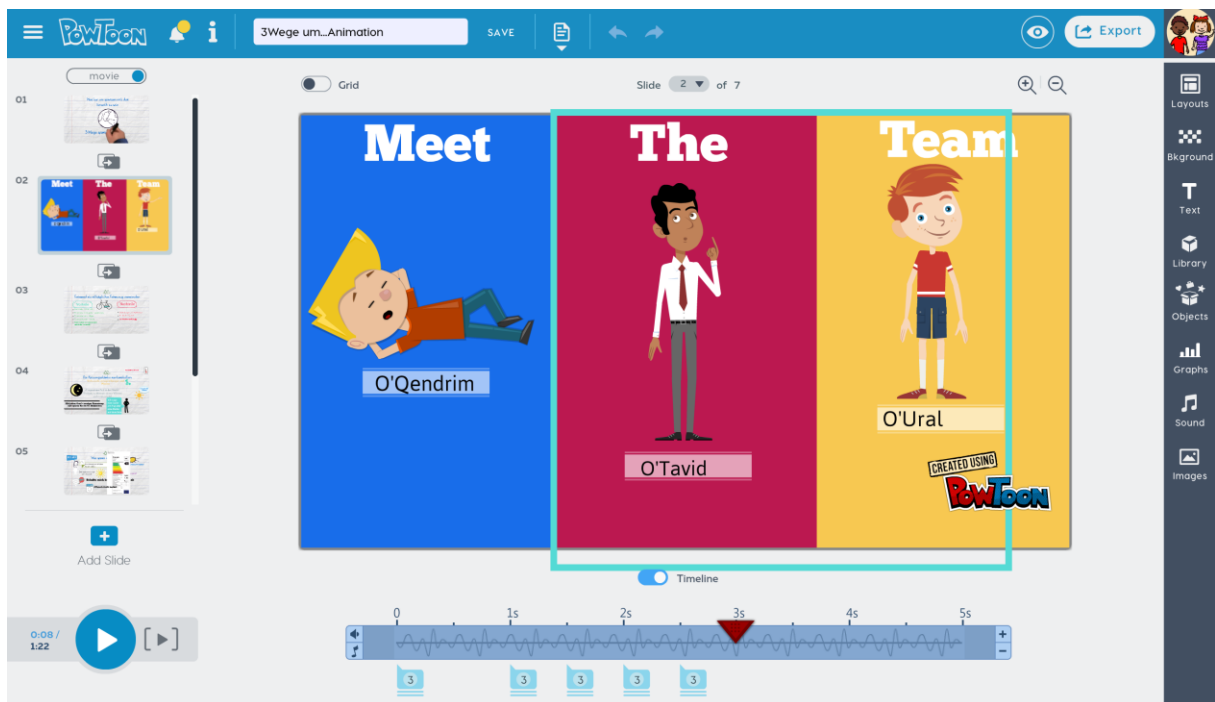 POWTOON
i
3Wege um...Animation
SAVE
Export
movie
Grid
Slide 2 of 7
Layouts
Bkground
Text
Library
Objects
Graphs
Sound
Images
01
02
Meet The Team
03
04
05
Add Slide
0:08 /
1:22
Meet The Team
O'Qendrim
O'Tavid
O'Ural
CREATED USING
POWTOON
Timeline
0 1s 2s 3s 4s 5s
3 3 3 3 3